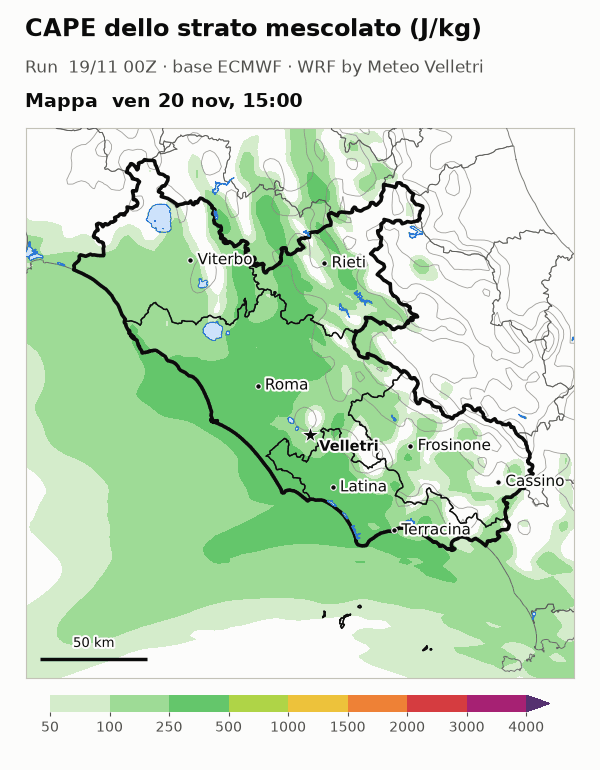 CAPE dello strato mescolato (J/kg)
Run  19/11 00Z · base ECMWF · WRF by Meteo Velletri
Mappa  ven 20 nov, 15:00
Viterbo
Rieti
Roma
Velletri
Frosinone
Cassino
Latina
Terracina
50 km
50 100 250 500 1000 1500 2000 3000 4000